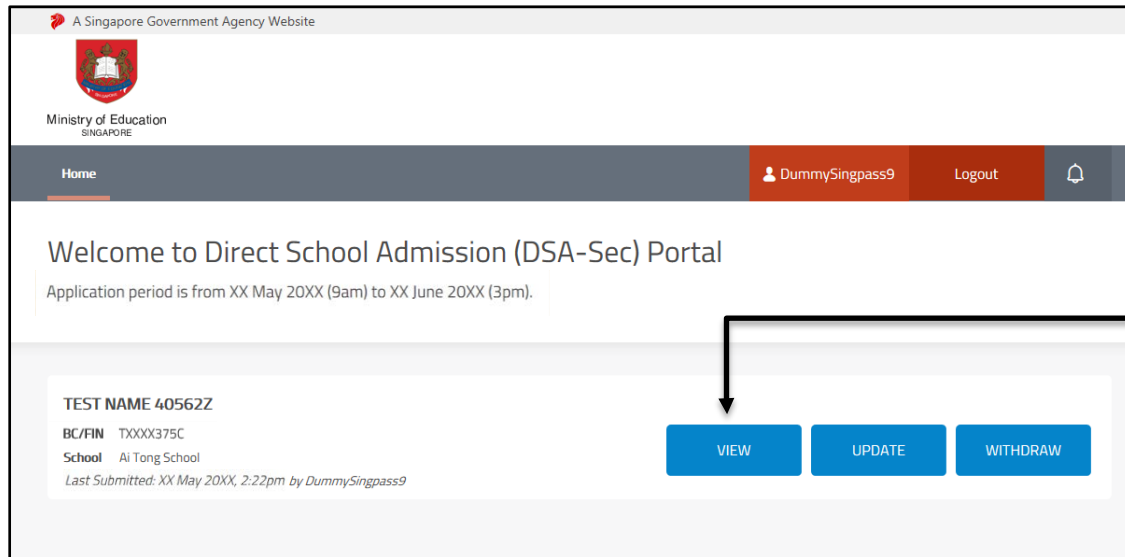 A Singapore Government Agency Website
Ministry of Education
SINGAPORE
Home
DummySingpass9
Logout
Welcome to Direct School Admission (DSA-Sec) Portal
Application period is from XX May 20XX (9am) to XX June 20XX (3pm).
TEST NAME 40562Z
BC/FIN TXXXX375C
School Ai Tong School
Last Submitted: XX May 20XX, 2:22pm by DummySingpass9
VIEW
UPDATE
WITHDRAW